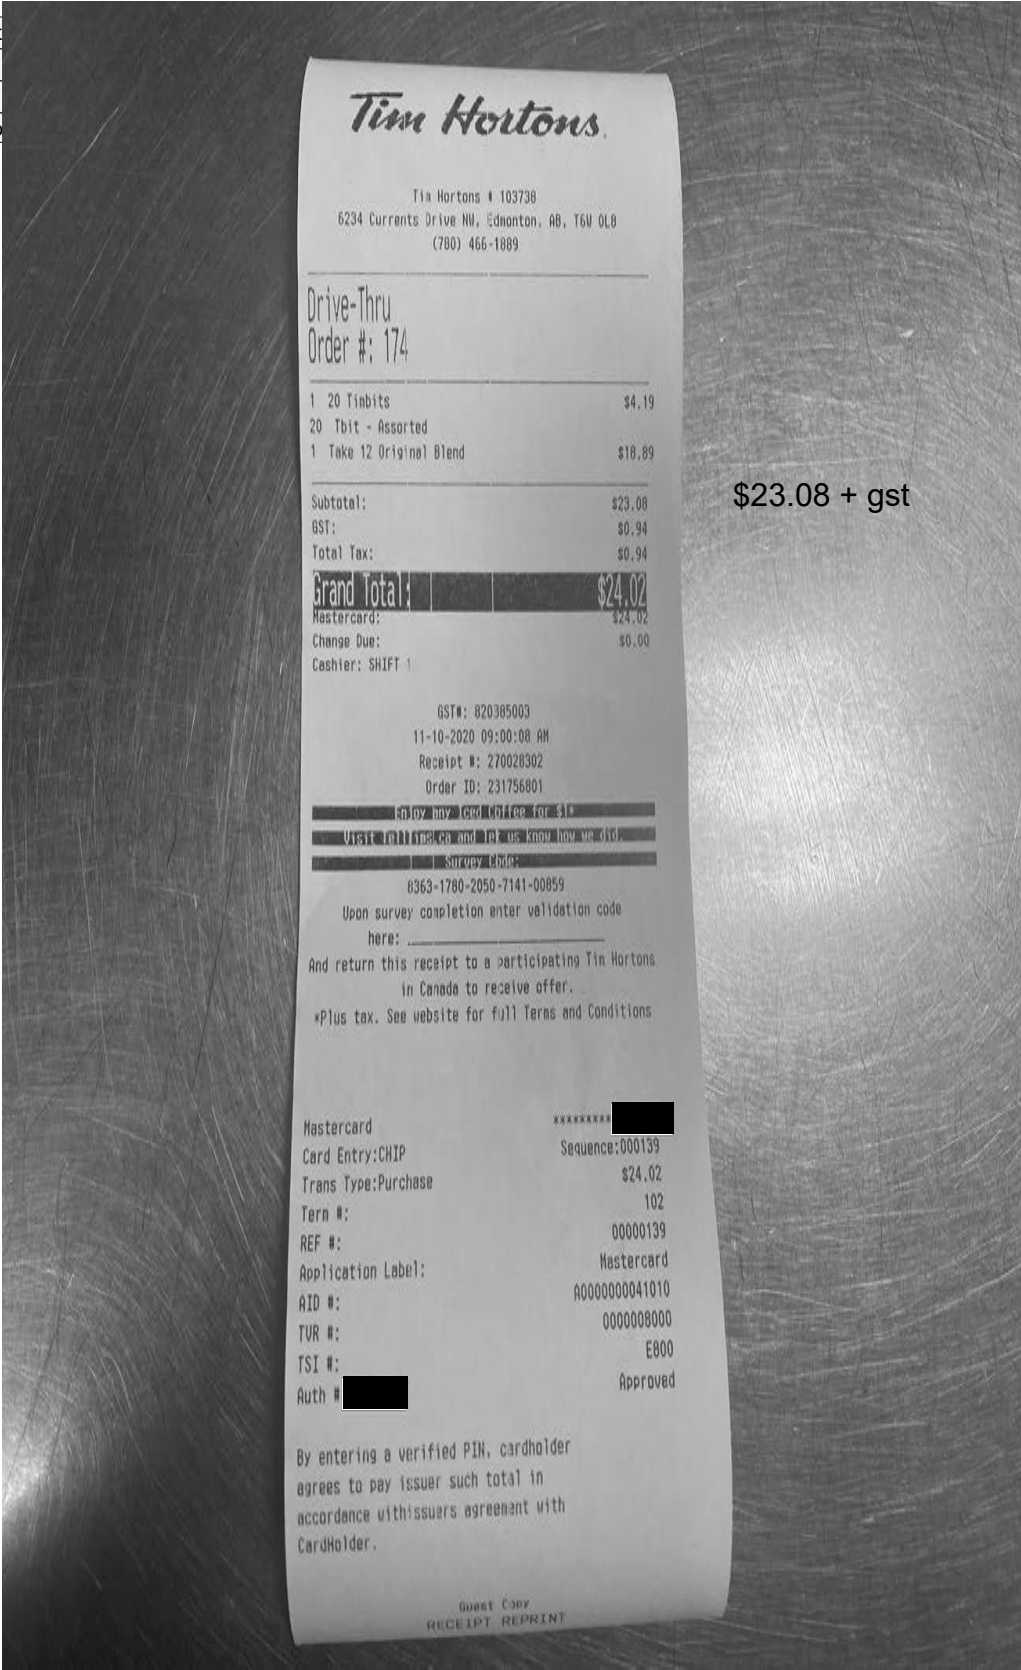 Tim Hortons
Tim Hortons # 103738
6234 Currents Drive NW, Edmonton, AB, T6W 0L8
(780) 466-1889
Drive-Thru
Order #: 174
1 20 Timbits $4.19
20 Tbit - Assorted
1 Take 12 Original Blend $18.89
Subtotal: $23.08
$23.08 + gst
GST: $0.94
Total Tax: $0.94
Grand Total: $24.02
Mastercard: $24.02
Change Due: $0.00
Cashier: SHIFT 1
GST#: 820385003
11-10-2020 09:00:08 AM
Receipt #: 270028302
Order ID: 231756801
Enjoy any Iced Coffee for $1*
Visit TellTims.ca and let us know how we did.
Survey Code:
8363-1780-2050-7141-00859
Upon survey completion enter validation code
here:
And return this receipt to a participating Tim Hortons
in Canada to receive offer.
*Plus tax. See website for full Terms and Conditions
Mastercard *********
Card Entry:CHIP Sequence:000139
Trans Type:Purchase $24.02
Term #: 102
REF #: 00000139
Application Label: Mastercard
AID #: A0000000041010
TVR #: 0000008000
TSI #: E800
Auth # Approved
By entering a verified PIN, cardholder
agrees to pay issuer such total in
accordance withissuers agreement with
CardHolder.
Guest Copy
RECEIPT REPRINT